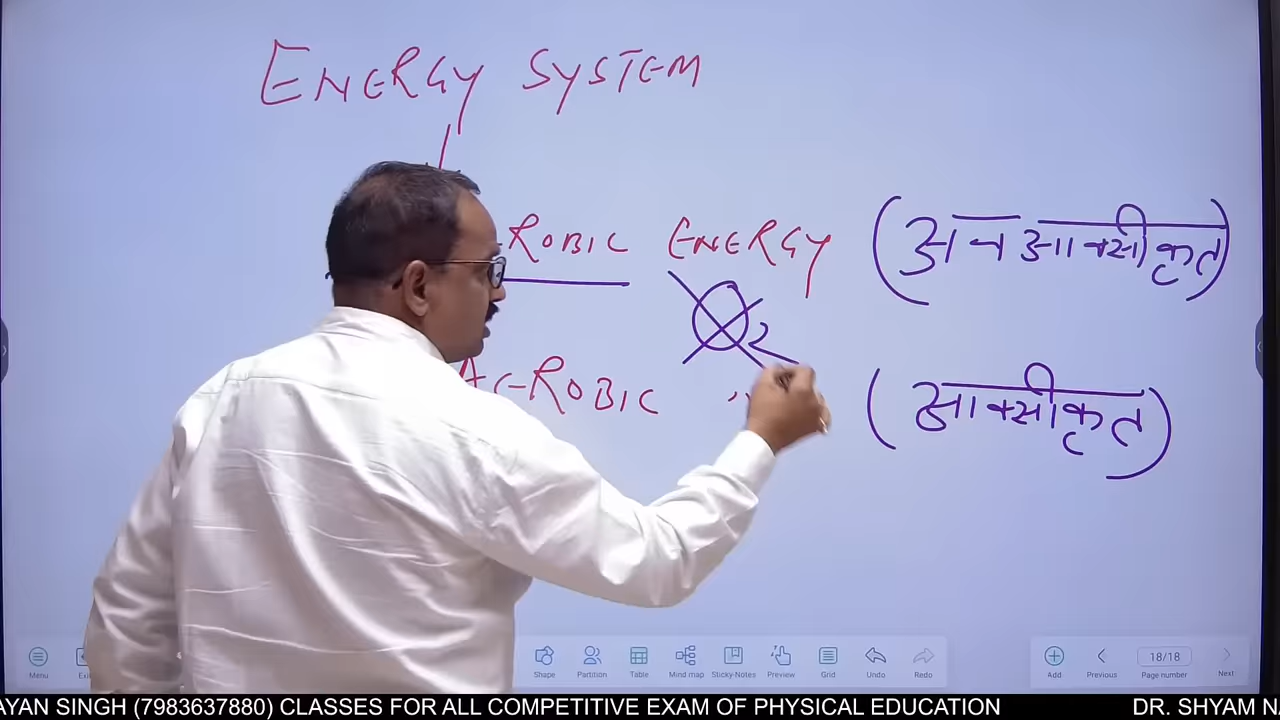 ENERGY SYSTEM
ROBIC ENERGY (अन आक्सीकृत)
O2
AEROBIC ,, (आक्सीकृत)
Menu Shape Partition Table Mind map Sticky-Notes Preview Grid Undo Redo Add Previous 18/18 Page number Next
AYAN SINGH (7983637880) CLASSES FOR ALL COMPETITIVE EXAM OF PHYSICAL EDUCATION DR. SHYAM NA